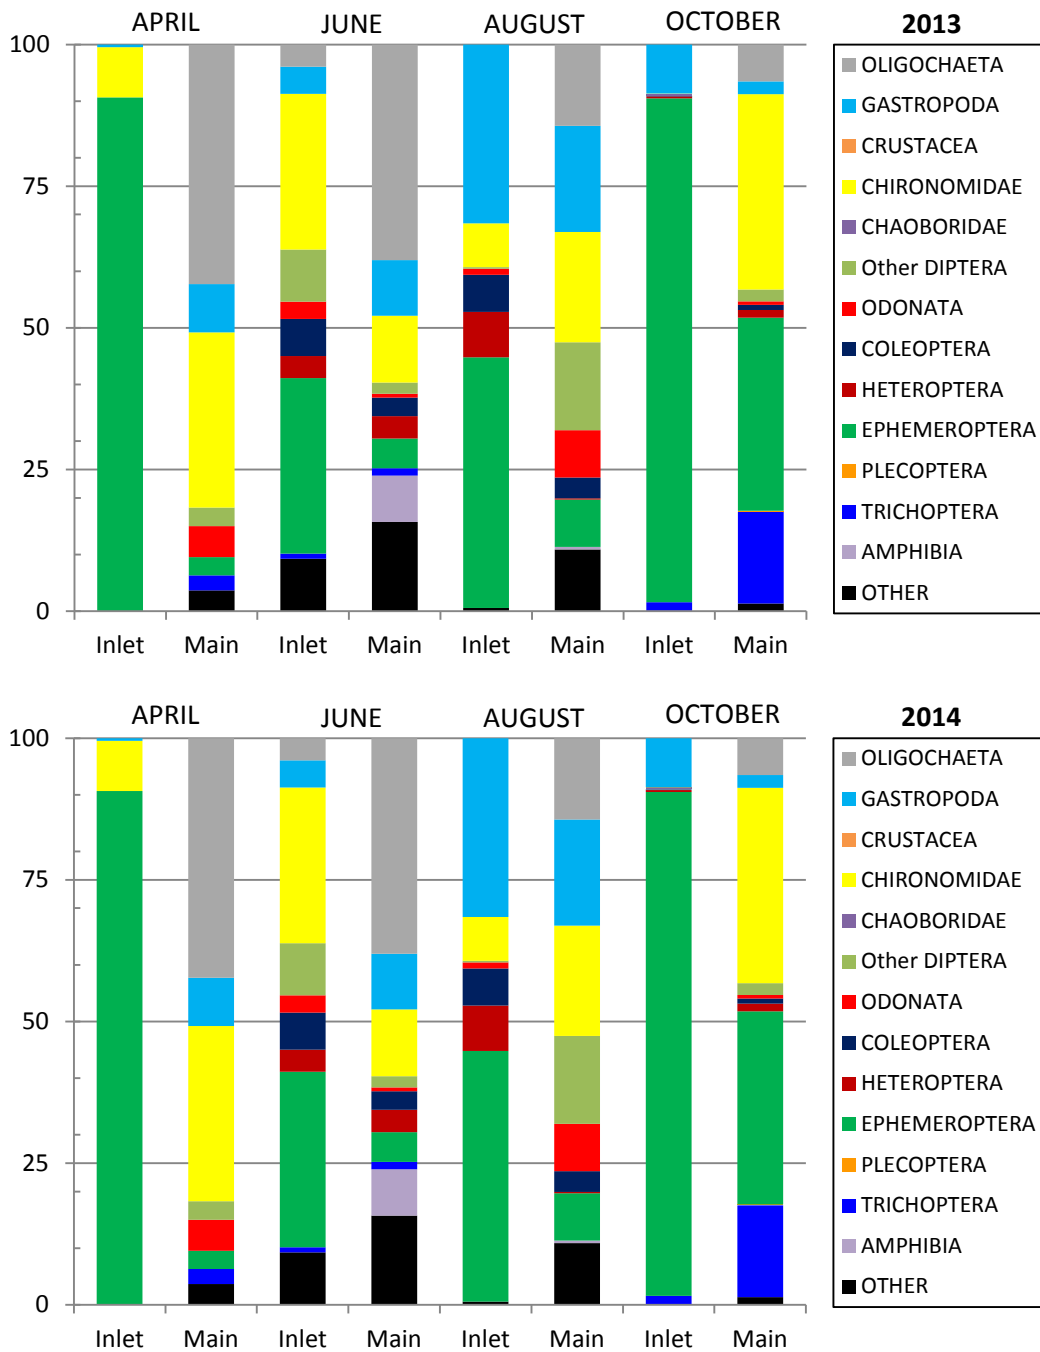 APRIL JUNE AUGUST OCTOBER 2013
100
75
50
25
0
Inlet Main Inlet Main Inlet Main Inlet Main
OLIGOCHAETA
GASTROPODA
CRUSTACEA
CHIRONOMIDAE
CHAOBORIDAE
Other DIPTERA
ODONATA
COLEOPTERA
HETEROPTERA
EPHEMEROPTERA
PLECOPTERA
TRICHOPTERA
AMPHIBIA
OTHER
APRIL JUNE AUGUST OCTOBER 2014
100
75
50
25
0
Inlet Main Inlet Main Inlet Main Inlet Main
OLIGOCHAETA
GASTROPODA
CRUSTACEA
CHIRONOMIDAE
CHAOBORIDAE
Other DIPTERA
ODONATA
COLEOPTERA
HETEROPTERA
EPHEMEROPTERA
PLECOPTERA
TRICHOPTERA
AMPHIBIA
OTHER